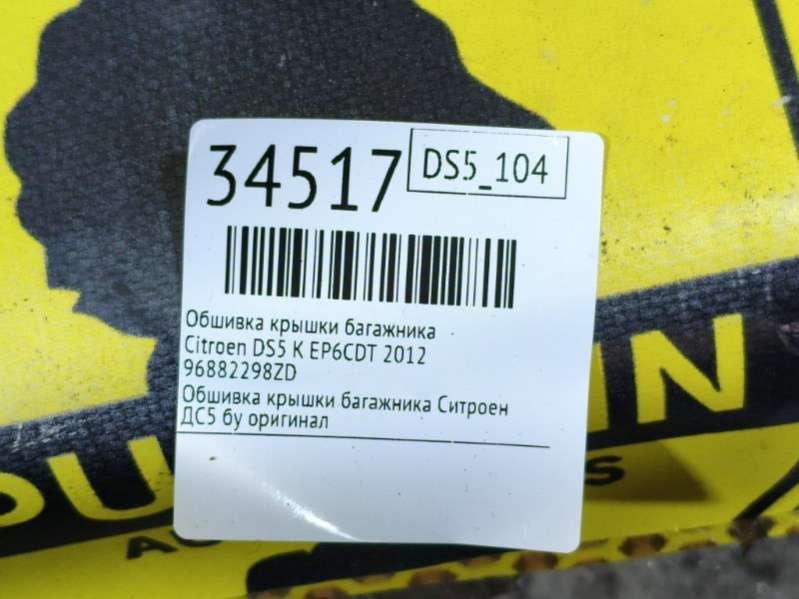 34517
DS5_104
Обшивка крышки багажника
Citroen DS5 K EP6CDT 2012
96882298ZD
Обшивка крышки багажника Ситроен
ДС5 бу оригинал